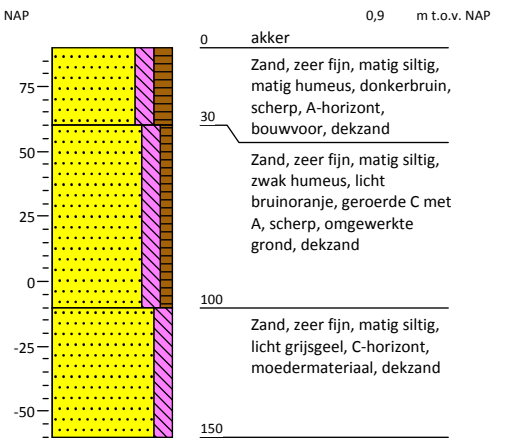 NAP 0,9 m t.o.v. NAP
0 akker
Zand, zeer fijn, matig siltig,
matig humeus, donkerbruin,
scherp, A-horizont,
bouwvoor, dekzand
75
30
Zand, zeer fijn, matig siltig,
zwak humeus, licht
bruinoranje, geroerde C met
A, scherp, omgewerkte
grond, dekzand
50
25
0
100
Zand, zeer fijn, matig siltig,
licht grijsgeel, C-horizont,
moedermateriaal, dekzand
-25
-50
150